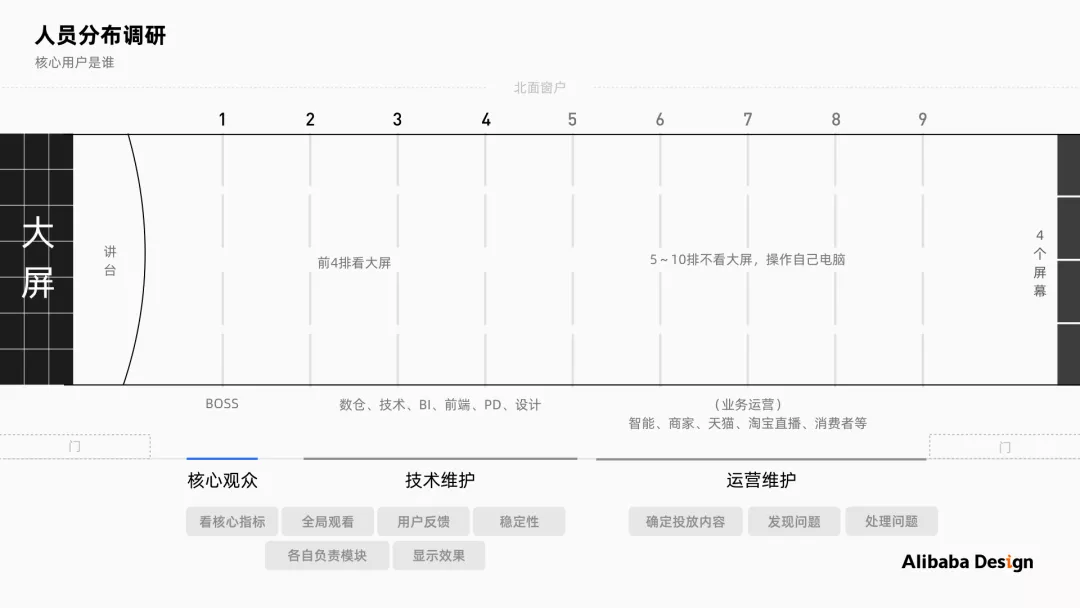 人员分布调研
核心用户是谁
北面窗户
1 2 3 4 5 6 7 8 9
大屏
讲台
前4排看大屏
5~10排不看大屏，操作自己电脑
4个屏幕
BOSS
数仓、技术、BI、前端、PD、设计
（业务运营）
智能、商家、天猫、淘宝直播、消费者等
门
门
核心观众
技术维护
运营维护
看核心指标 全局观看 用户反馈 稳定性 确定投放内容 发现问题 处理问题
各自负责模块 显示效果
Alibaba Design